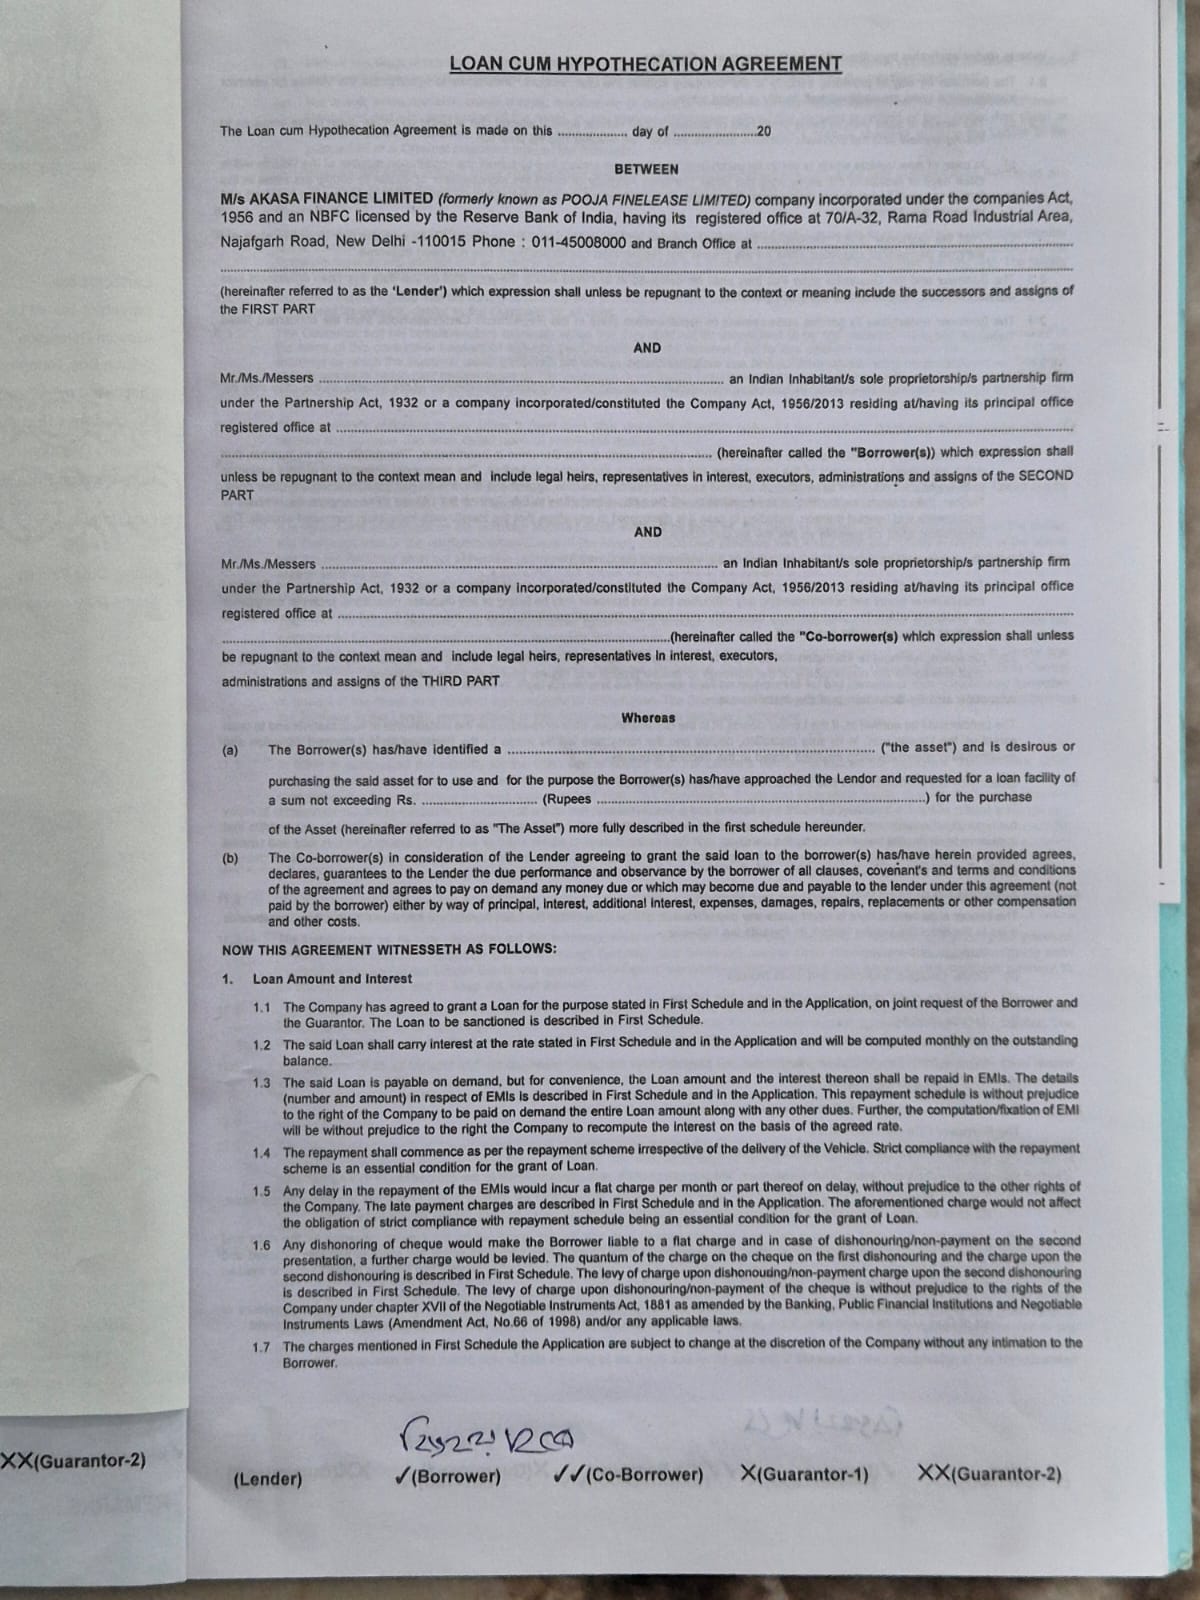 LOAN CUM HYPOTHECATION AGREEMENT
The Loan cum Hypothecation Agreement is made on this .................... day of ........................20
BETWEEN
M/s AKASA FINANCE LIMITED (formerly known as POOJA FINELEASE LIMITED) company incorporated under the companies Act,
1956 and an NBFC licensed by the Reserve Bank of India, having its registered office at 70/A-32, Rama Road Industrial Area,
Najafgarh Road, New Delhi -110015 Phone : 011-45008000 and Branch Office at ....................
....................
(hereinafter referred to as the 'Lender') which expression shall unless be repugnant to the context or meaning include the successors and assigns of
the FIRST PART
AND
Mr./Ms./Messers .................... an Indian Inhabitant/s sole proprietorship/s partnership firm
under the Partnership Act, 1932 or a company incorporated/constituted the Company Act, 1956/2013 residing at/having its principal office
registered office at ....................
.................... (hereinafter called the "Borrower(s)) which expression shall
unless be repugnant to the context mean and include legal heirs, representatives in interest, executors, administrations and assigns of the SECOND
PART
AND
Mr./Ms./Messers .................... an Indian Inhabitant/s sole proprietorship/s partnership firm
under the Partnership Act, 1932 or a company incorporated/constituted the Company Act, 1956/2013 residing at/having its principal office
registered office at ....................
....................(hereinafter called the "Co-borrower(s) which expression shall unless
be repugnant to the context mean and include legal heirs, representatives In interest, executors,
administrations and assigns of the THIRD PART
Whereas
(a) The Borrower(s) has/have identified a .................... ("the asset") and is desirous or
purchasing the said asset for to use and for the purpose the Borrower(s) has/have approached the Lendor and requested for a loan facility of
a sum not exceeding Rs. .................... (Rupees ....................) for the purchase
of the Asset (hereinafter referred to as "The Asset") more fully described in the first schedule hereunder.
(b) The Co-borrower(s) in consideration of the Lender agreeing to grant the said loan to the borrower(s) has/have herein provided agrees,
declares, guarantees to the Lender the due performance and observance by the borrower of all clauses, covenant's and terms and conditions
of the agreement and agrees to pay on demand any money due or which may become due and payable to the lender under this agreement (not
paid by the borrower) either by way of principal, interest, additional interest, expenses, damages, repairs, replacements or other compensation
and other costs.
NOW THIS AGREEMENT WITNESSETH AS FOLLOWS:
1. Loan Amount and Interest
1.1 The Company has agreed to grant a Loan for the purpose stated in First Schedule and in the Application, on joint request of the Borrower and
the Guarantor. The Loan to be sanctioned is described in First Schedule.
1.2 The said Loan shall carry interest at the rate stated in First Schedule and in the Application and will be computed monthly on the outstanding
balance.
1.3 The said Loan is payable on demand, but for convenience, the Loan amount and the interest thereon shall be repaid in EMIs. The details
(number and amount) in respect of EMIs is described in First Schedule and in the Application. This repayment schedule is without prejudice
to the right of the Company to be paid on demand the entire Loan amount along with any other dues. Further, the computation/fixation of EMI
will be without prejudice to the right the Company to recompute the Interest on the basis of the agreed rate.
1.4 The repayment shall commence as per the repayment scheme irrespective of the delivery of the Vehicle. Strict compliance with the repayment
scheme is an essential condition for the grant of Loan.
1.5 Any delay in the repayment of the EMIs would incur a flat charge per month or part thereof on delay, without prejudice to the other rights of
the Company. The late payment charges are described in First Schedule and in the Application. The aforementioned charge would not affect
the obligation of strict compliance with repayment schedule being an essential condition for the grant of Loan.
1.6 Any dishonoring of cheque would make the Borrower liable to a flat charge and in case of dishonouring/non-payment on the second
presentation, a further charge would be levied. The quantum of the charge on the cheque on the first dishonouring and the charge upon the
second dishonouring is described in First Schedule. The levy of charge upon dishonouding/non-payment charge upon the second dishonouring
is described in First Schedule. The levy of charge upon dishonouring/non-payment of the cheque is without prejudice to the rights of the
Company under chapter XVII of the Negotiable Instruments Act, 1881 as amended by the Banking, Public Financial Institutions and Negotiable
Instruments Laws (Amendment Act, No.66 of 1998) and/or any applicable laws.
1.7 The charges mentioned in First Schedule the Application are subject to change at the discretion of the Company without any intimation to the
Borrower.
XX(Guarantor-2)
(Lender) ✓(Borrower) ✓✓(Co-Borrower) X(Guarantor-1) XX(Guarantor-2)